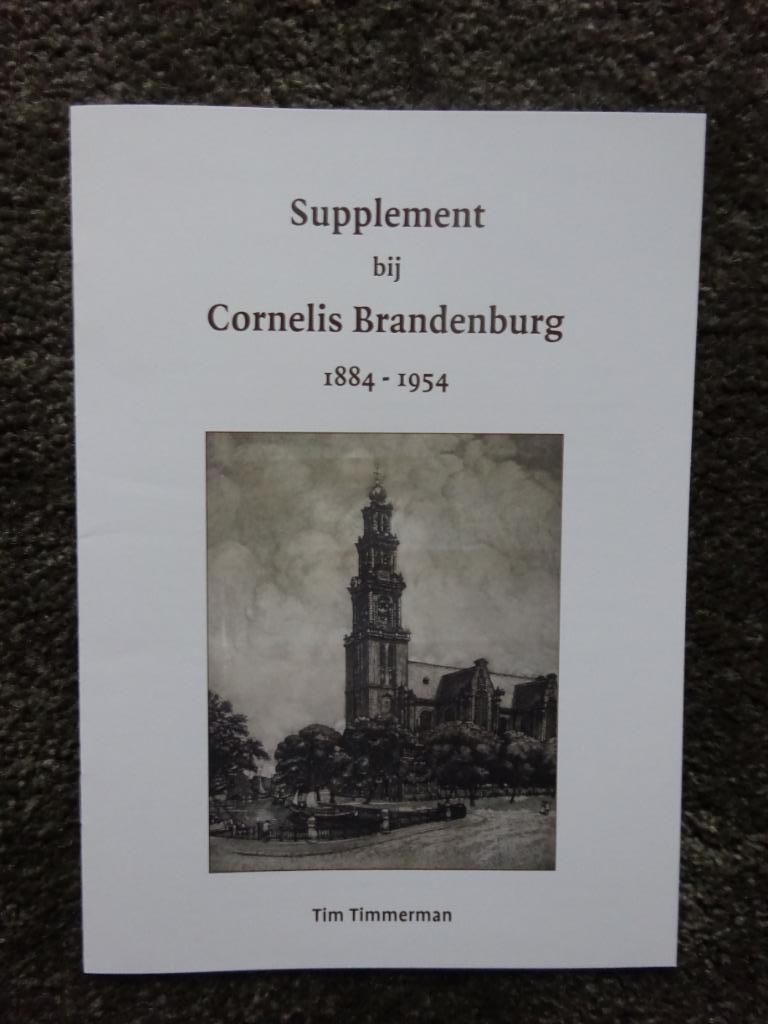 Supplement
bij
Cornelis Brandenburg
1884 - 1954
Tim Timmerman